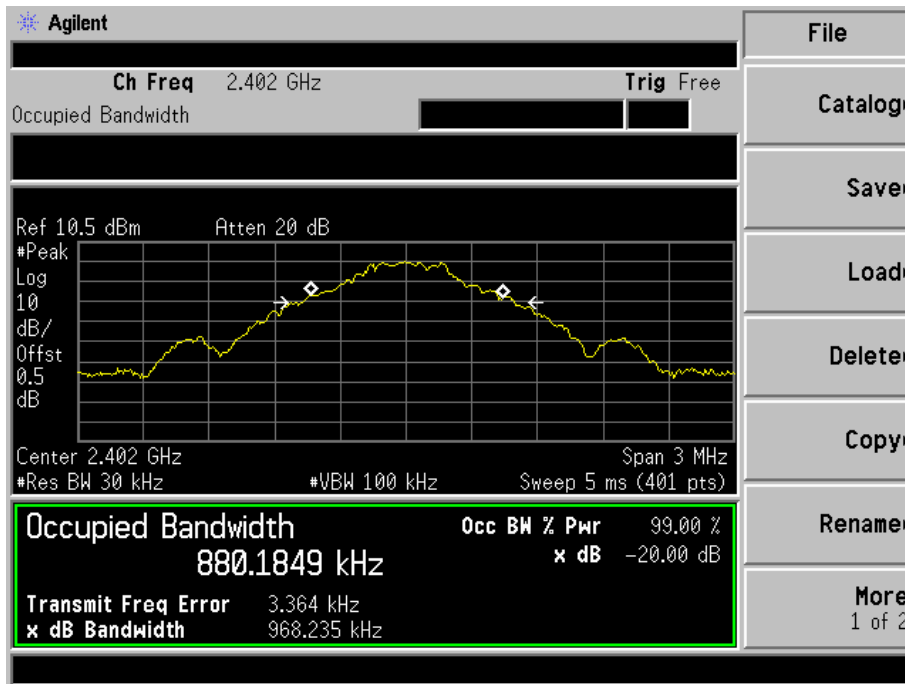 Agilent
File
Ch Freq 2.402 GHz Trig Free
Occupied Bandwidth
Catalog
Save
Ref 10.5 dBm Atten 20 dB
#Peak
Log
10
dB/
Offst
0.5
dB
Load
Delete
Copy
Center 2.402 GHz Span 3 MHz
#Res BW 30 kHz #VBW 100 kHz Sweep 5 ms (401 pts)
Occupied Bandwidth
880.1849 kHz
Occ BW % Pwr 99.00 %
x dB -20.00 dB
Rename
Transmit Freq Error 3.364 kHz
x dB Bandwidth 968.235 kHz
More
1 of 2